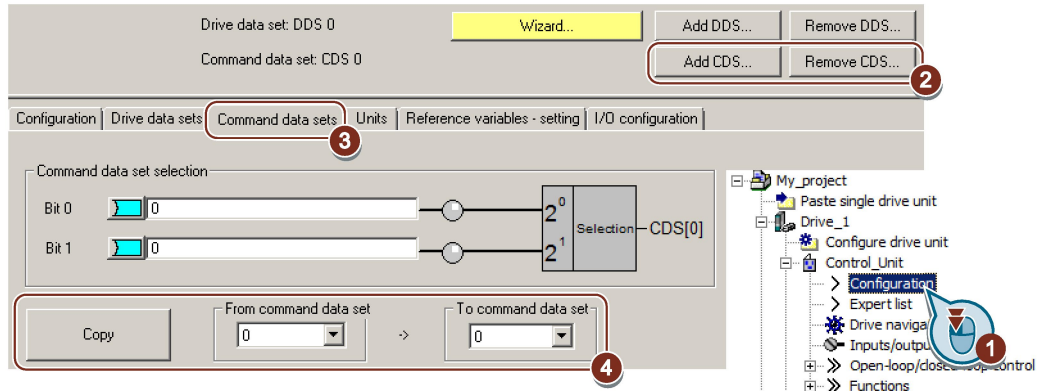 Drive data set: DDS 0
Wizard...
Add DDS...
Remove DDS...
Command data set: CDS 0
Add CDS...
Remove CDS...
2
Configuration
Drive data sets
Command data sets
Units
Reference variables - setting
I/O configuration
3
Command data set selection
Bit 0
0
Bit 1
0
2^0
2^1
Selection
CDS[0]
Copy
From command data set
0
->
To command data set
0
4
My_project
Paste single drive unit
Drive_1
Configure drive unit
Control_Unit
Configuration
Expert list
Drive naviga
Inputs/outpu
Open-loop/closed-loop control
Functions
1